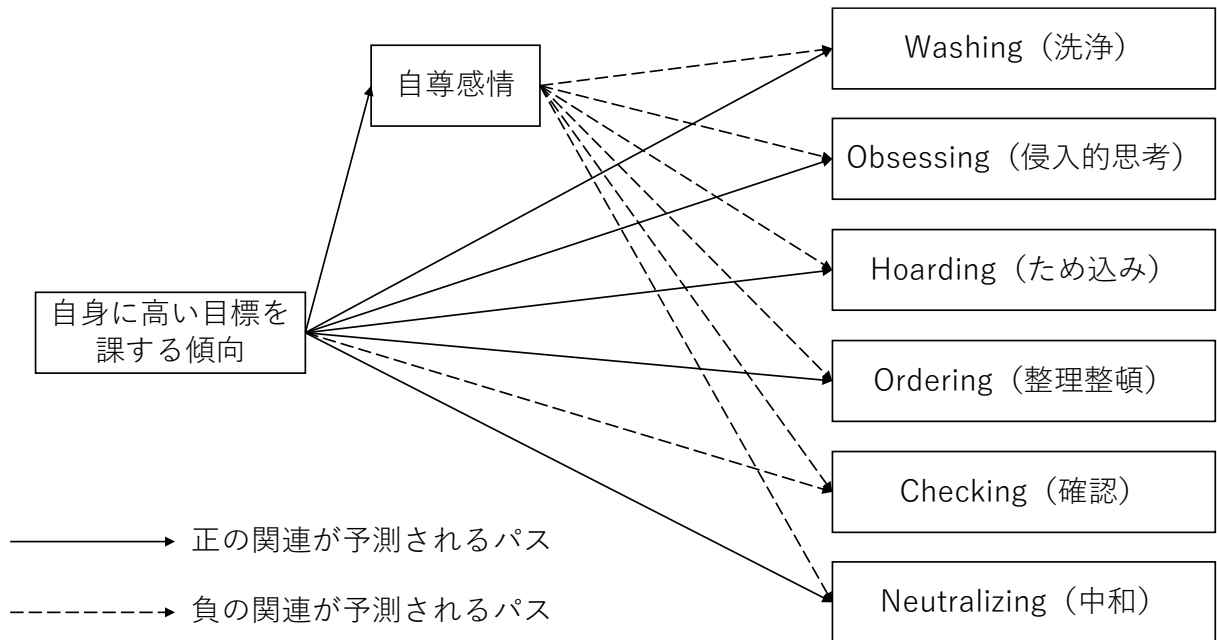 Washing（洗浄）
自尊感情
Obsessing（侵入的思考）
Hoarding（ため込み）
自身に高い目標を
課する傾向
Ordering（整理整頓）
Checking（確認）
正の関連が予測されるパス
Neutralizing（中和）
負の関連が予測されるパス